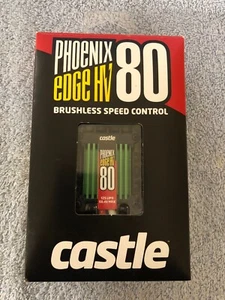 PHOENIX
EDGE HV 80
BRUSHLESS SPEED CONTROL
castle
PHOENIX
EDGE HV
80
castle